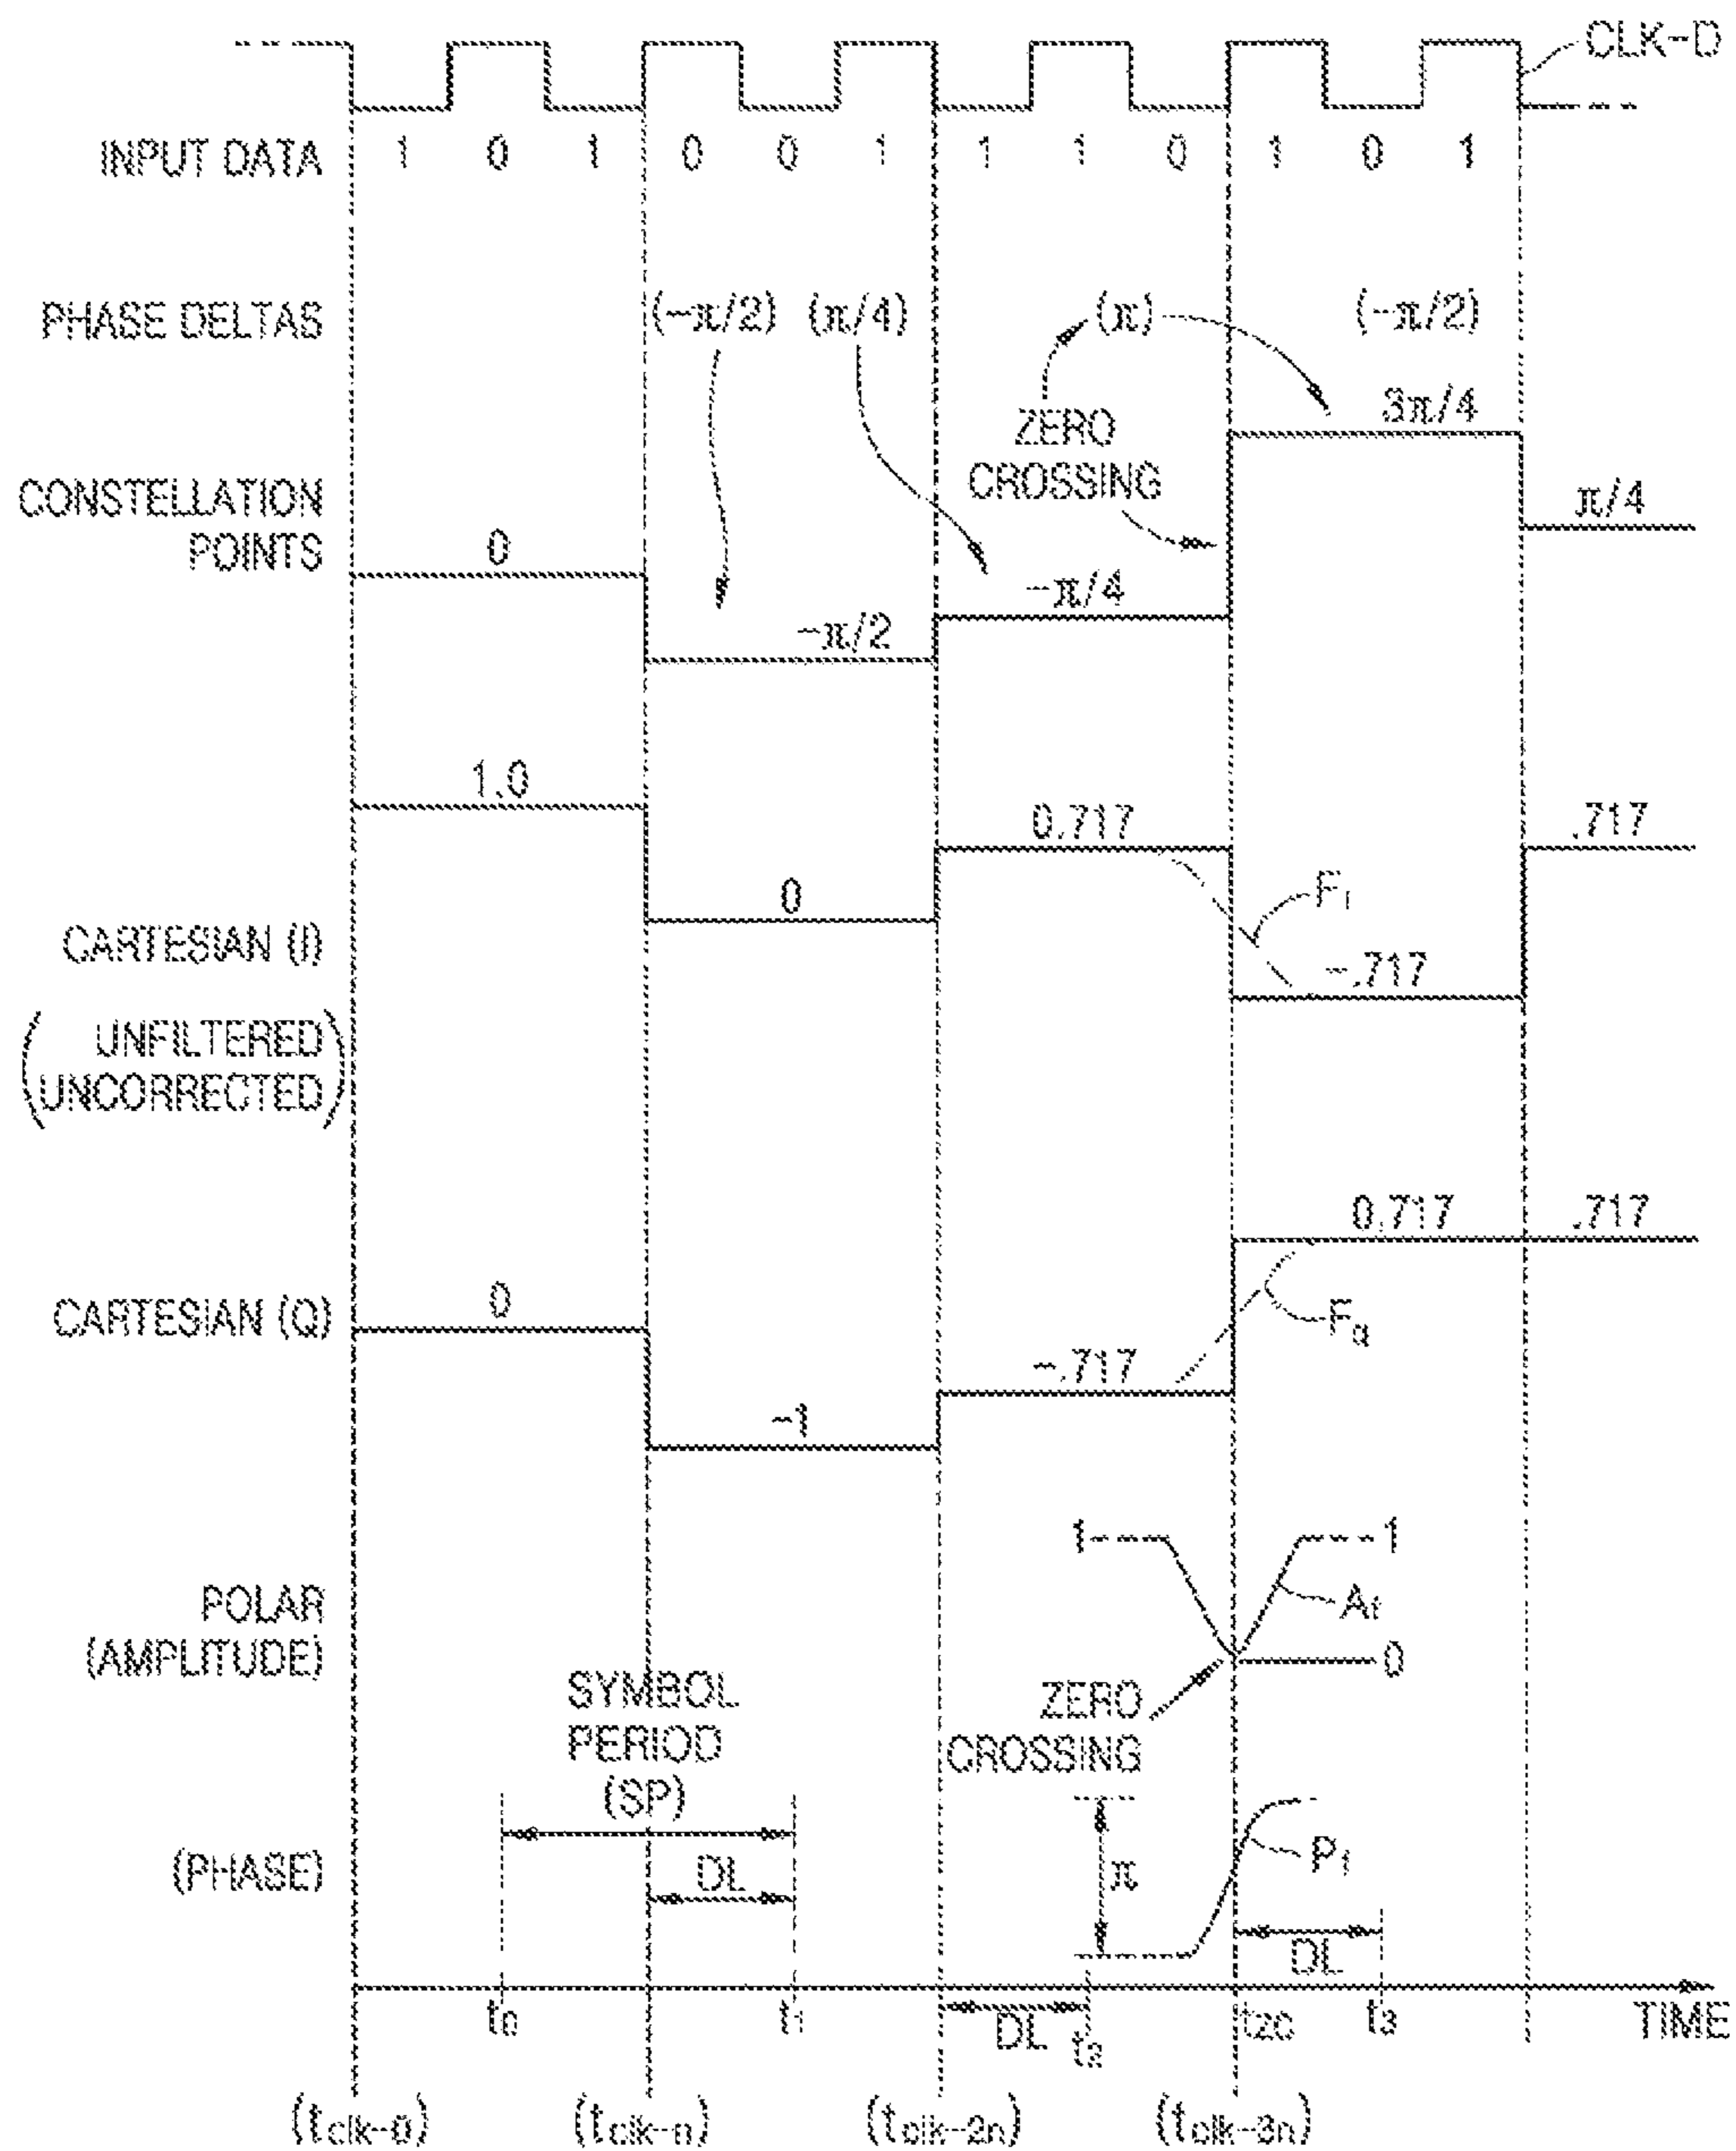 CLK-D
INPUT DATA 1 0 1 0 0 1 1 1 0 1 0 1
PHASE DELTAS (-π/2) (π/4) (π) (-π/2)
3π/4
ZERO
CROSSING
CONSTELLATION
POINTS
0
-π/2
-π/4
π/4
1.0
0
0.717
-.717
.717
FI
CARTESIAN (I)
(UNFILTERED
UNCORRECTED)
0.717
.717
CARTESIAN (Q)
0
-1
-.717
Fq
1
1
Af
0
POLAR
(AMPLITUDE)
ZERO
CROSSING
SYMBOL
PERIOD
(SP)
(PHASE)
DL
π
Pf
DL
t0
t1
DL
t2
tzc
t3
TIME
(tclk-0)
(tclk-n)
(tclk-2n)
(tclk-3n)